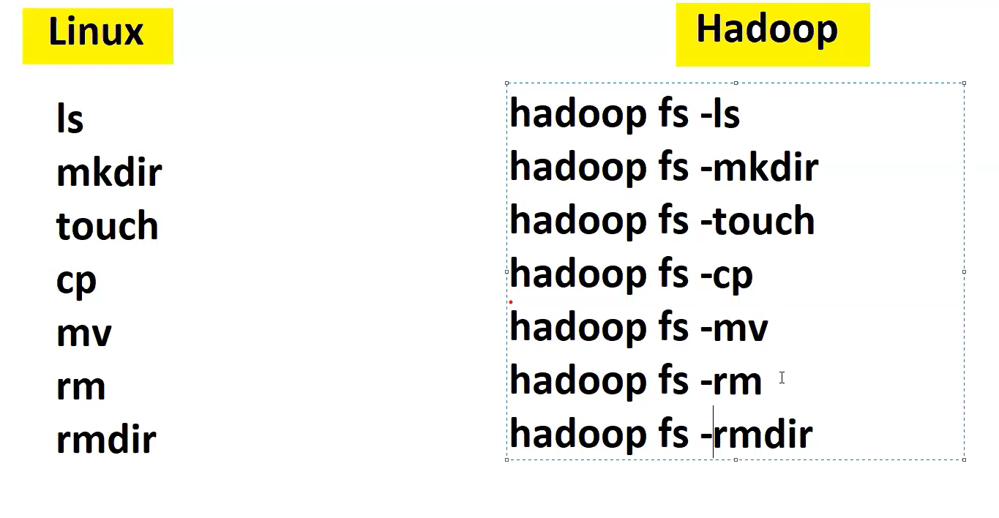 Linux
Hadoop
ls
mkdir
touch
cp
mv
rm
rmdir
hadoop fs -ls
hadoop fs -mkdir
hadoop fs -touch
hadoop fs -cp
hadoop fs -mv
hadoop fs -rm
hadoop fs -rmdir